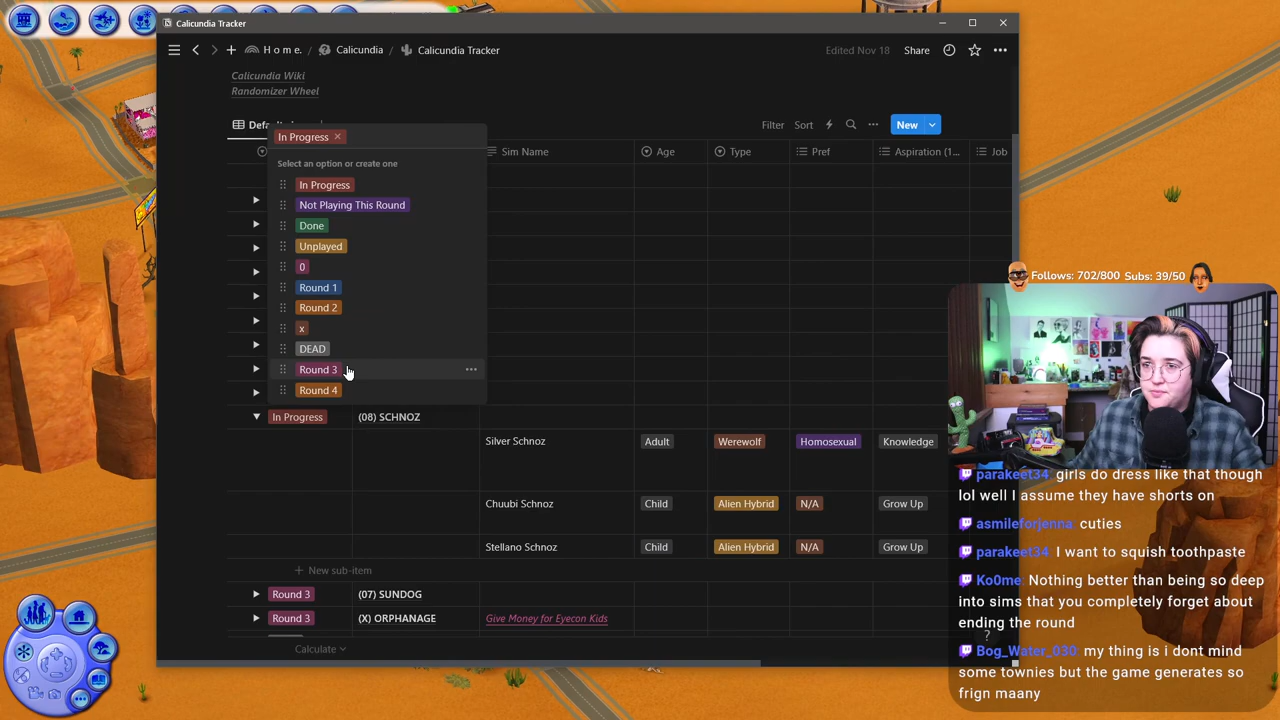 Calicundia Tracker
H o m e. / Calicundia / Calicundia Tracker
Edited Nov 18
Share
Calicundia Wiki
Randomizer Wheel
Filter Sort
New
In Progress ×
Select an option or create one
In Progress
Not Playing This Round
Done
Unplayed
0
Round 1
Round 2
x
DEAD
Round 3
Round 4
Sim Name Age Type Pref Aspiration (1... Job
In Progress (08) SCHNOZ
Silver Schnoz Adult Werewolf Homosexual Knowledge
Chuubi Schnoz Child Alien Hybrid N/A Grow Up
Stellano Schnoz Child Alien Hybrid N/A Grow Up
+ New sub-item
Round 3 (07) SUNDOG
Round 3 (X) ORPHANAGE Give Money for Eyecon Kids
Calculate
?
Follows: 702/800 Subs: 39/50
parakeet34 girls do dress like that though
lol well I assume they have shorts on
asmileforjenna cuties
parakeet34 I want to squish toothpaste
Ko0me: Nothing better than being so deep
into sims that you completely forget about
ending the round
Bog_Water_030: my thing is i dont mind
some townies but the game generates so
frign maany